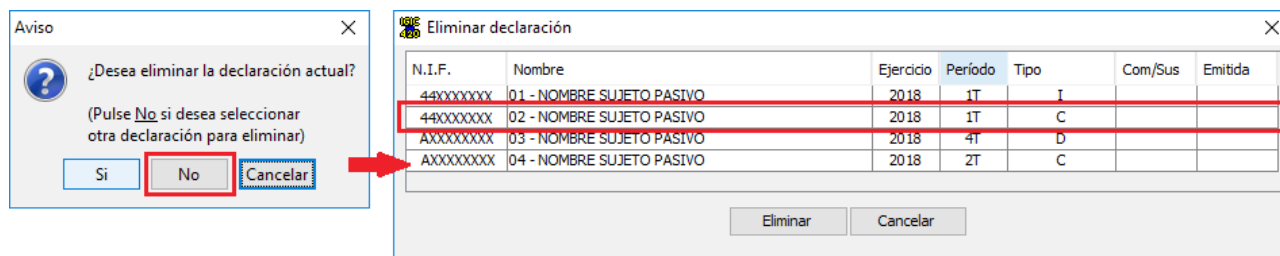 Aviso
¿Desea eliminar la declaración actual?
(Pulse No si desea seleccionar
otra declaración para eliminar)
Si No Cancelar
IGIC
420
Eliminar declaración
N.I.F. Nombre Ejercicio Período Tipo Com/Sus Emitida
44XXXXXXX 01 - NOMBRE SUJETO PASIVO 2018 1T I
44XXXXXXX 02 - NOMBRE SUJETO PASIVO 2018 1T C
AXXXXXXXX 03 - NOMBRE SUJETO PASIVO 2018 4T D
AXXXXXXXX 04 - NOMBRE SUJETO PASIVO 2018 2T C
Eliminar Cancelar